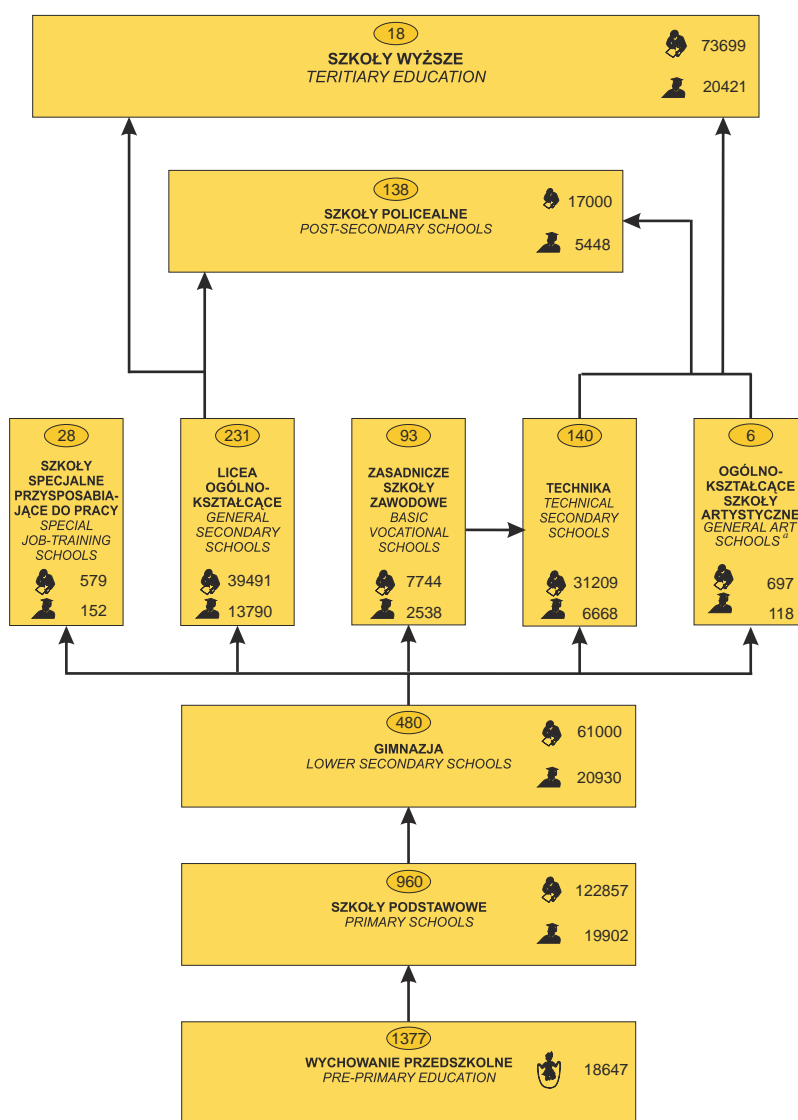 18
SZKOŁY WYŻSZE
TERITIARY EDUCATION
73699
20421
138
SZKOŁY POLICEALNE
POST-SECONDARY SCHOOLS
17000
5448
28
SZKOŁY
SPECJALNE
PRZYSPOSABIA-
JĄCE DO PRACY
SPECIAL
JOB-TRAINING
SCHOOLS
579
152
231
LICEA
OGÓLNO-
KSZTAŁCĄCE
GENERAL
SECONDARY
SCHOOLS
39491
13790
93
ZASADNICZE
SZKOŁY
ZAWODOWE
BASIC
VOCATIONAL
SCHOOLS
7744
2538
140
TECHNIKA
TECHNICAL
SECONDARY
SCHOOLS
31209
6668
6
OGÓLNO-
KSZTAŁCĄCE
SZKOŁY
ARTYSTYCZNE
GENERAL ART
SCHOOLS a
697
118
480
GIMNAZJA
LOWER SECONDARY SCHOOLS
61000
20930
960
SZKOŁY PODSTAWOWE
PRIMARY SCHOOLS
122857
19902
1377
WYCHOWANIE PRZEDSZKOLNE
PRE-PRIMARY EDUCATION
18647